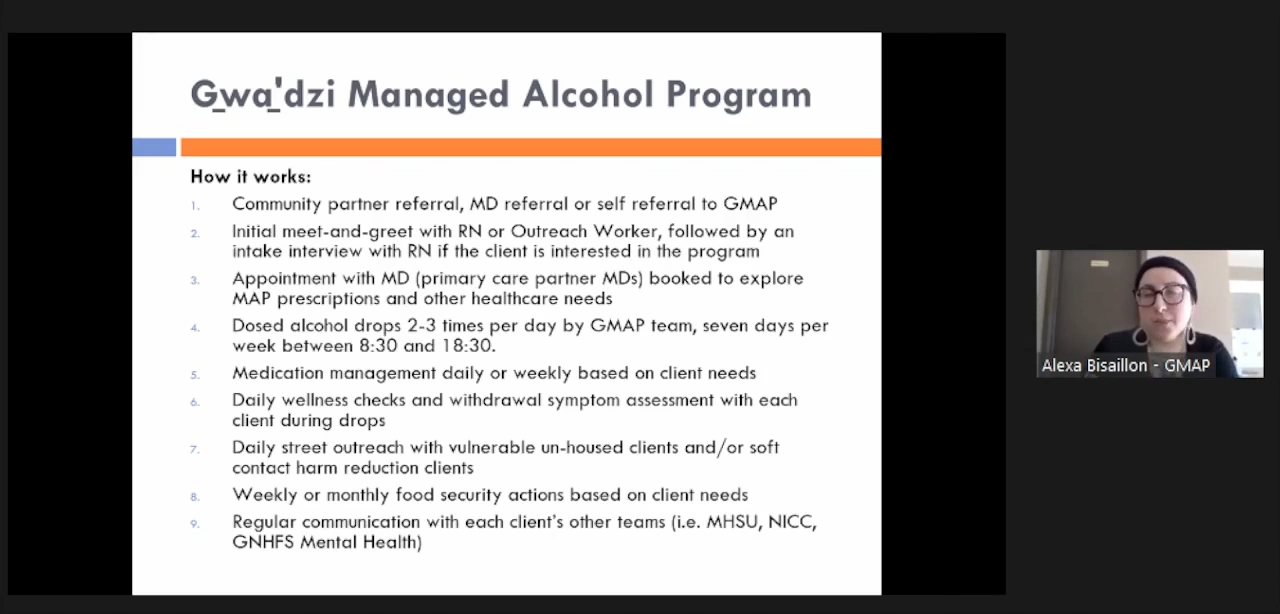 G̲wa̲'dzi Managed Alcohol Program
How it works:
1. Community partner referral, MD referral or self referral to GMAP
2. Initial meet-and-greet with RN or Outreach Worker, followed by an
intake interview with RN if the client is interested in the program
3. Appointment with MD (primary care partner MDs) booked to explore
MAP prescriptions and other healthcare needs
4. Dosed alcohol drops 2-3 times per day by GMAP team, seven days per
week between 8:30 and 18:30.
5. Medication management daily or weekly based on client needs
6. Daily wellness checks and withdrawal symptom assessment with each
client during drops
7. Daily street outreach with vulnerable un-housed clients and/or soft
contact harm reduction clients
8. Weekly or monthly food security actions based on client needs
9. Regular communication with each client's other teams (i.e. MHSU, NICC,
GNHFS Mental Health)
Alexa Bisaillon - GMAP